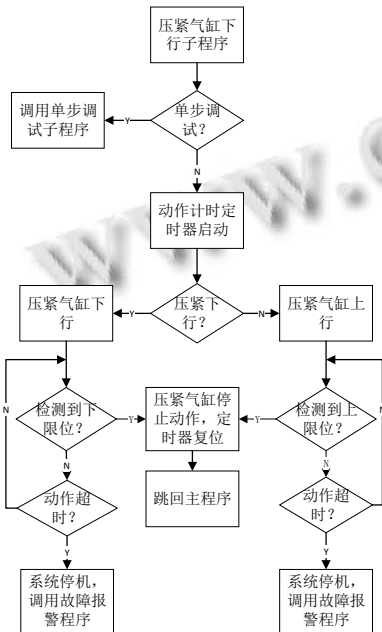 压紧气缸下
行子程序
调用单步调
试子程序
Y
单步调
试？
N
动作计时定
时器启动
压紧气缸下
行
Y
压紧下
行？
N
压紧气缸上
行
N
检测到下
限位？
Y
压紧气缸停
止动作，定
时器复位
Y
检测到上
限位？
N
N
N
动作超
时？
跳回主程序
动作超
时？
Y
Y
系统停机，
调用故障报
警程序
系统停机，
调用故障报
警程序
www.